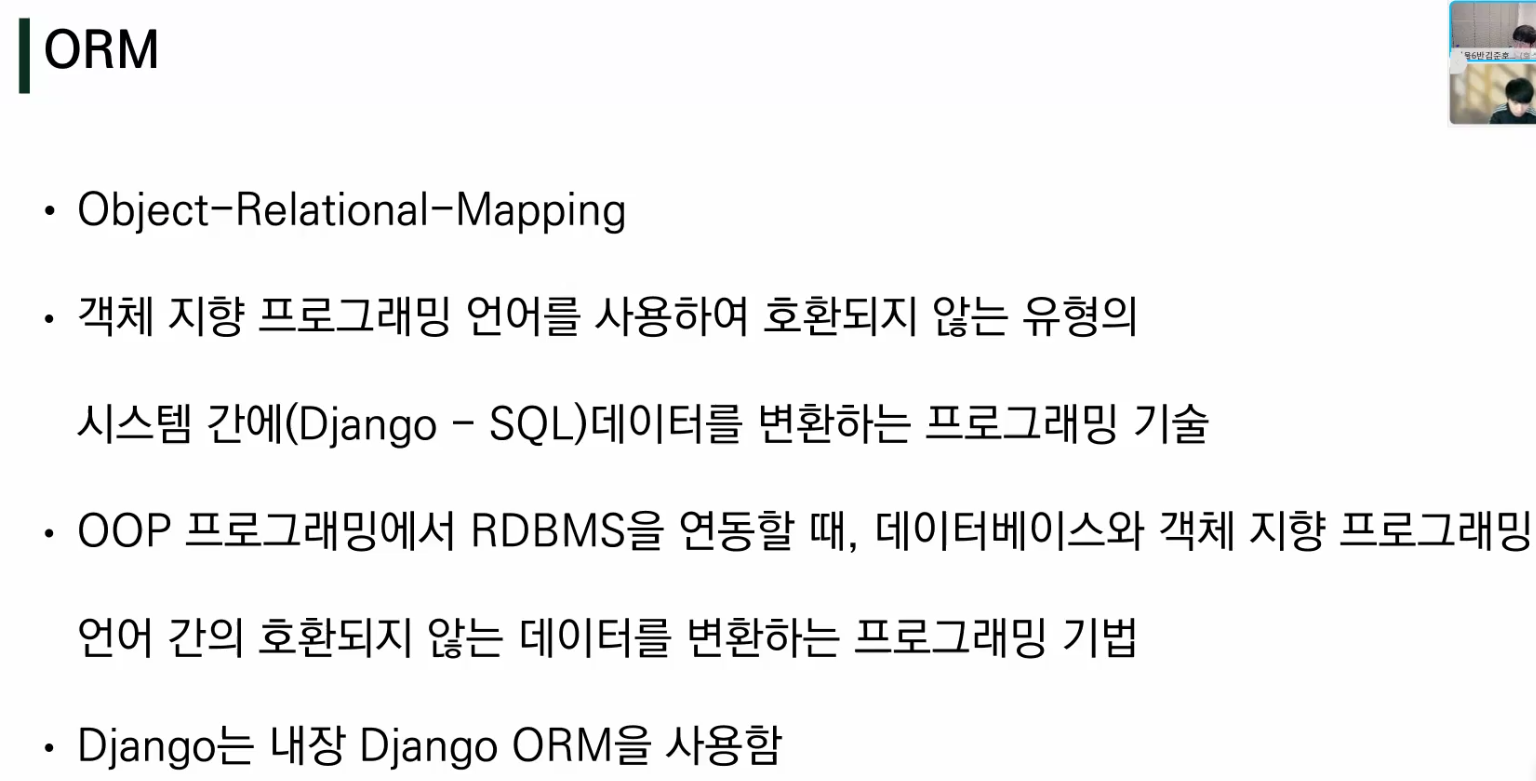 ORM
6반김준호
• Object-Relational-Mapping
• 객체 지향 프로그래밍 언어를 사용하여 호환되지 않는 유형의
시스템 간에(Django - SQL)데이터를 변환하는 프로그래밍 기술
• OOP 프로그래밍에서 RDBMS을 연동할 때, 데이터베이스와 객체 지향 프로그래밍
언어 간의 호환되지 않는 데이터를 변환하는 프로그래밍 기법
• Django는 내장 Django ORM을 사용함